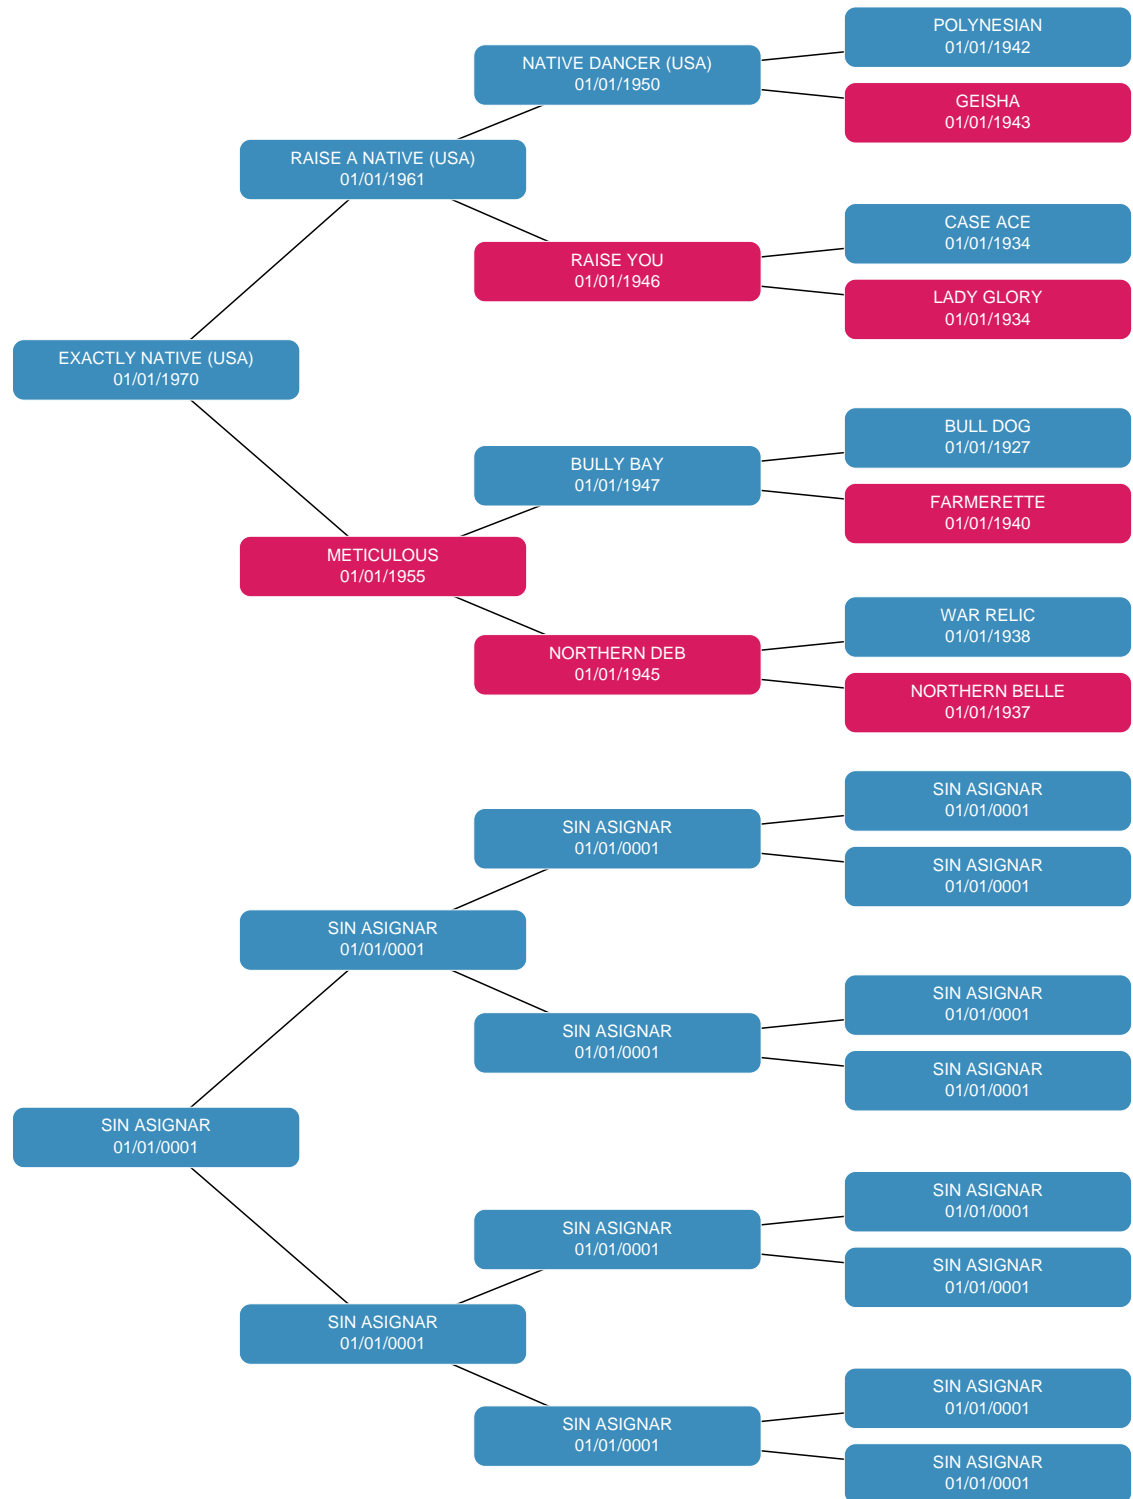 POLYNESIAN
01/01/1942
NATIVE DANCER (USA)
01/01/1950
GEISHA
01/01/1943
RAISE A NATIVE (USA)
01/01/1961
CASE ACE
01/01/1934
RAISE YOU
01/01/1946
LADY GLORY
01/01/1934
EXACTLY NATIVE (USA)
01/01/1970
BULL DOG
01/01/1927
BULLY BAY
01/01/1947
FARMERETTE
01/01/1940
METICULOUS
01/01/1955
WAR RELIC
01/01/1938
NORTHERN DEB
01/01/1945
NORTHERN BELLE
01/01/1937
SIN ASIGNAR
01/01/0001
SIN ASIGNAR
01/01/0001
SIN ASIGNAR
01/01/0001
SIN ASIGNAR
01/01/0001
SIN ASIGNAR
01/01/0001
SIN ASIGNAR
01/01/0001
SIN ASIGNAR
01/01/0001
SIN ASIGNAR
01/01/0001
SIN ASIGNAR
01/01/0001
SIN ASIGNAR
01/01/0001
SIN ASIGNAR
01/01/0001
SIN ASIGNAR
01/01/0001
SIN ASIGNAR
01/01/0001
SIN ASIGNAR
01/01/0001
SIN ASIGNAR
01/01/0001